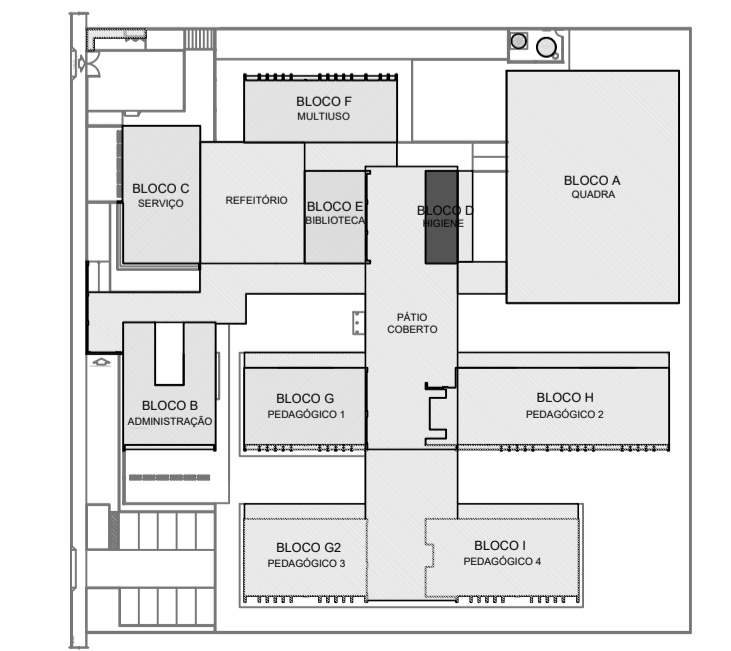 BLOCO F
MULTIUSO
BLOCO C
SERVIÇO
REFEITÓRIO
BLOCO E
BIBLIOTECA
BLOCO D
HIGIENE
BLOCO A
QUADRA
PÁTIO
COBERTO
BLOCO B
ADMINISTRAÇÃO
BLOCO G
PEDAGÓGICO 1
BLOCO H
PEDAGÓGICO 2
BLOCO G2
PEDAGÓGICO 3
BLOCO I
PEDAGÓGICO 4